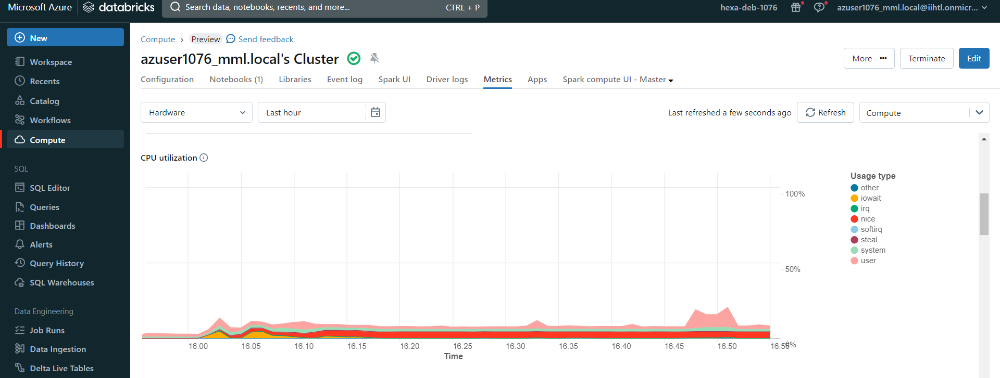 Microsoft Azure databricks Search data, notebooks, recents, and more... CTRL + P hexa-deb-1076 azuser1076_mml.local@iihtl.onmicr...
New
Workspace
Recents
Catalog
Workflows
Compute
SQL
SQL Editor
Queries
Dashboards
Alerts
Query History
SQL Warehouses
Data Engineering
Job Runs
Data Ingestion
Delta Live Tables
Compute › Preview Send feedback
azuser1076_mml.local's Cluster
More ... Terminate Edit
Configuration Notebooks (1) Libraries Event log Spark UI Driver logs Metrics Apps Spark compute UI - Master
Hardware Last hour Last refreshed a few seconds ago Refresh Compute
CPU utilization
100%
50%
0%
16:00 16:05 16:10 16:15 16:20 16:25 16:30 16:35 16:40 16:45 16:50
Time
Usage type
other
iowait
irq
nice
softirq
steal
system
user